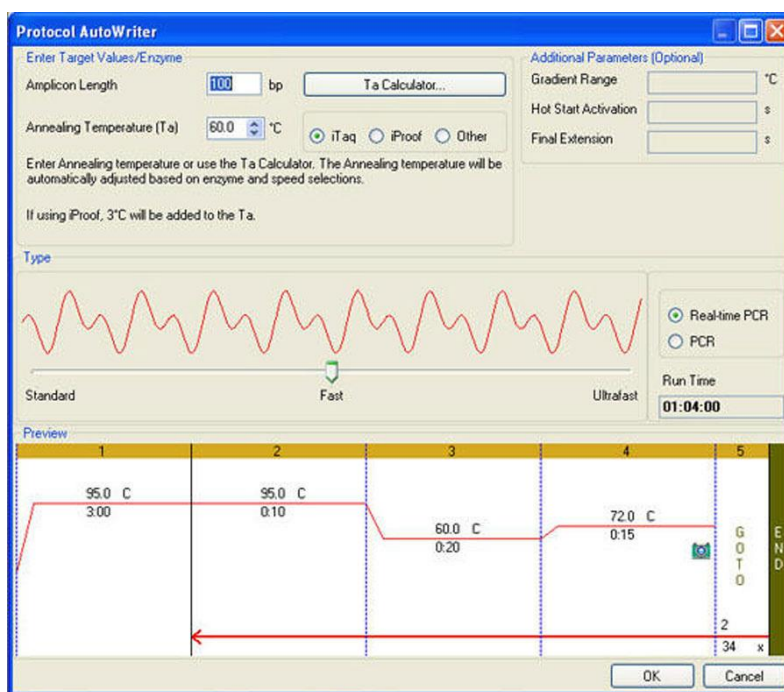 Protocol AutoWriter
Enter Target Values/Enzyme
Amplicon Length 100 bp Ta Calculator...
Annealing Temperature (Ta) 60.0 °C iTaq iProof Other
Enter Annealing temperature or use the Ta Calculator. The Annealing temperature will be
automatically adjusted based on enzyme and speed selections.
If using iProof, 3°C will be added to the Ta.
Additional Parameters (Optional)
Gradient Range °C
Hot Start Activation s
Final Extension s
Type
Standard Fast Ultrafast
Real-time PCR
PCR
Run Time
01:04:00
Preview
1 2 3 4 5
95.0 C
3:00
95.0 C
0:10
60.0 C
0:20
72.0 C
0:15
GOTO
2
34 x
END
OK Cancel